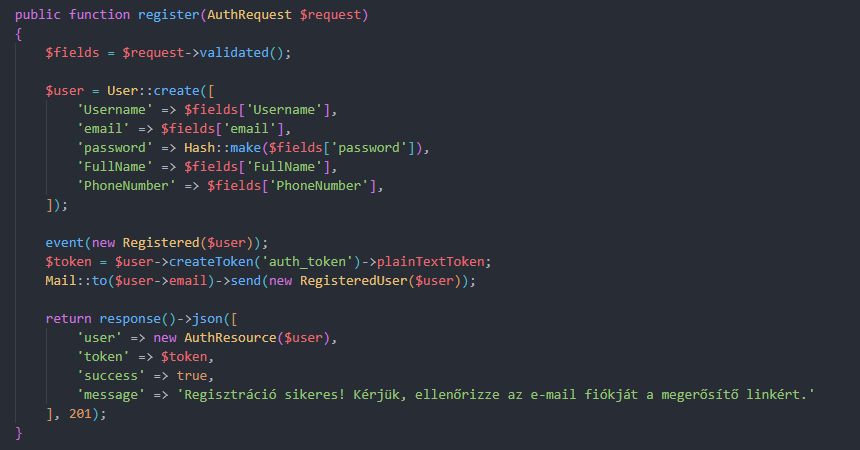 public function register(AuthRequest $request)
{
    $fields = $request->validated();

    $user = User::create([
        'Username' => $fields['Username'],
        'email' => $fields['email'],
        'password' => Hash::make($fields['password']),
        'FullName' => $fields['FullName'],
        'PhoneNumber' => $fields['PhoneNumber'],
    ]);

    event(new Registered($user));
    $token = $user->createToken('auth_token')->plainTextToken;
    Mail::to($user->email)->send(new RegisteredUser($user));

    return response()->json([
        'user' => new AuthResource($user),
        'token' => $token,
        'success' => true,
        'message' => 'Regisztráció sikeres! Kérjük, ellenőrizze az e-mail fiókját a megerősítő linkért.'
    ], 201);
}